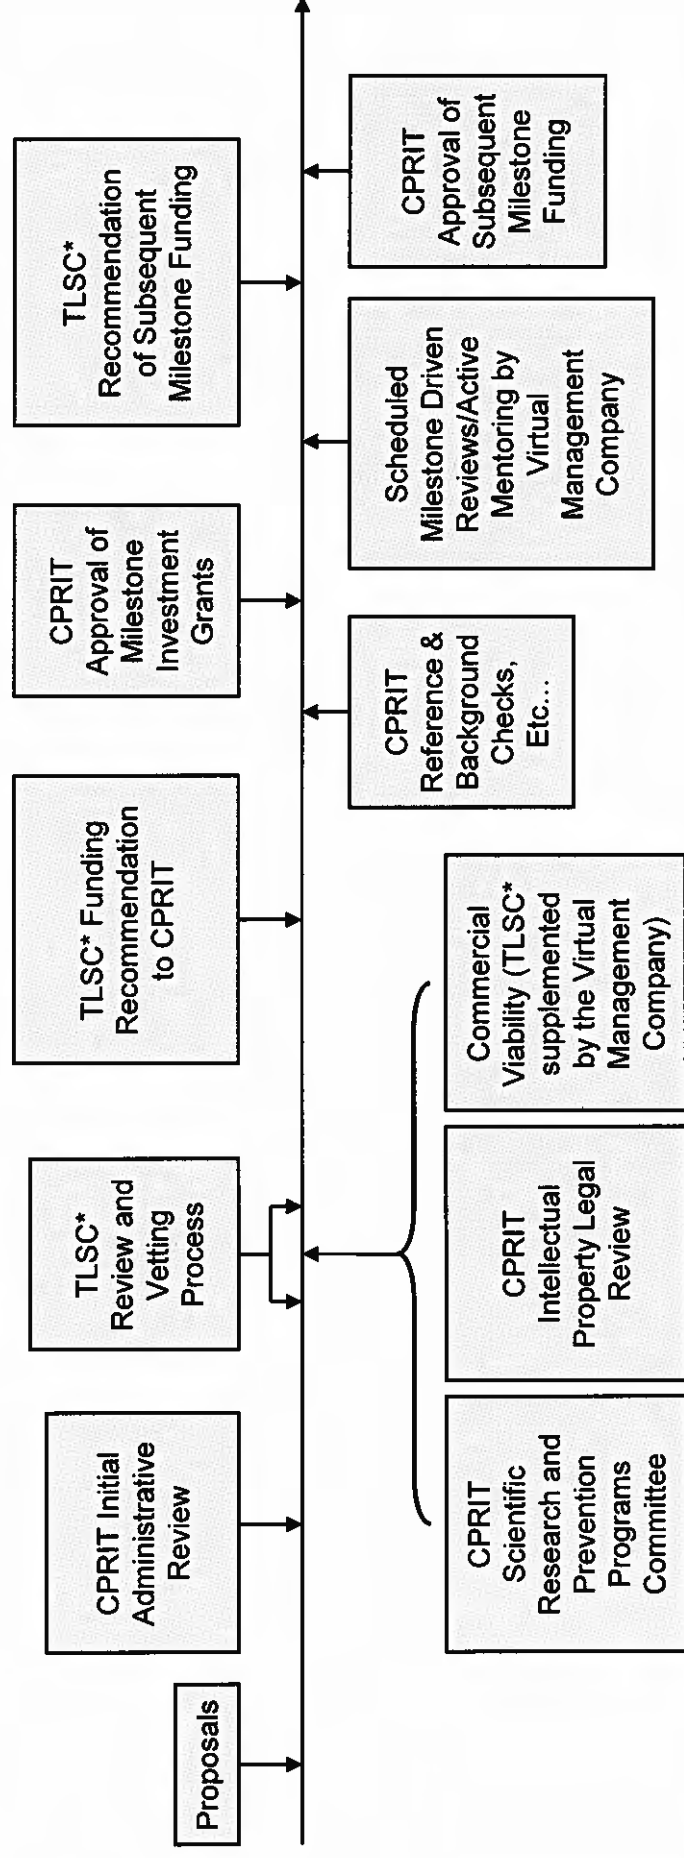 Proposals
CPRIT Initial
Administrative
Review
TLSC*
Review and
Vetting
Process
TLSC* Funding
Recommendation
to CPRIT
CPRIT
Approval of
Milestone
Investment
Grants
TLSC*
Recommendation
of Subsequent
Milestone Funding
CPRIT
Scientific
Research and
Prevention
Programs
Committee
CPRIT
Intellectual
Property Legal
Review
Commercial
Viability (TLSC*
supplemented
by the Virtual
Management
Company)
CPRIT
Reference &
Background
Checks,
Etc...
Scheduled
Milestone Driven
Reviews/Active
Mentoring by
Virtual
Management
Company
CPRIT
Approval of
Subsequent
Milestone
Funding